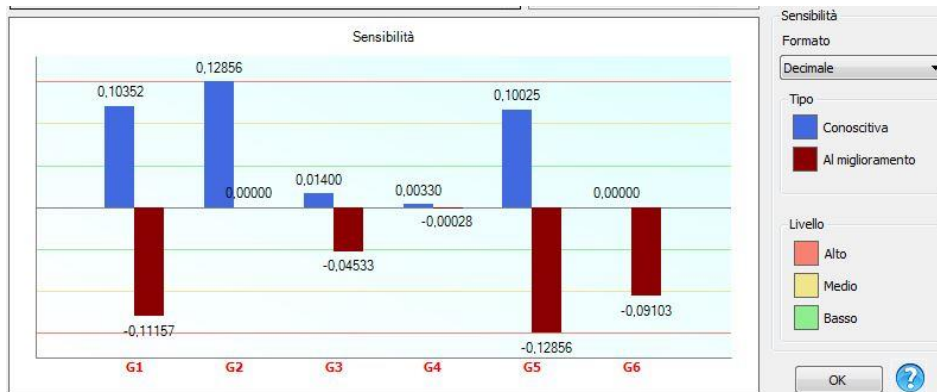 Sensibilità
0,10352
0,12856
0,00000
0,01400
0,00330
0,10025
0,00000
-0,11157
-0,04533
-0,00028
-0,12856
-0,09103
G1
G2
G3
G4
G5
G6
Sensibilità
Formato
Decimale
Tipo
Conoscitiva
Al miglioramento
Livello
Alto
Medio
Basso
OK
?